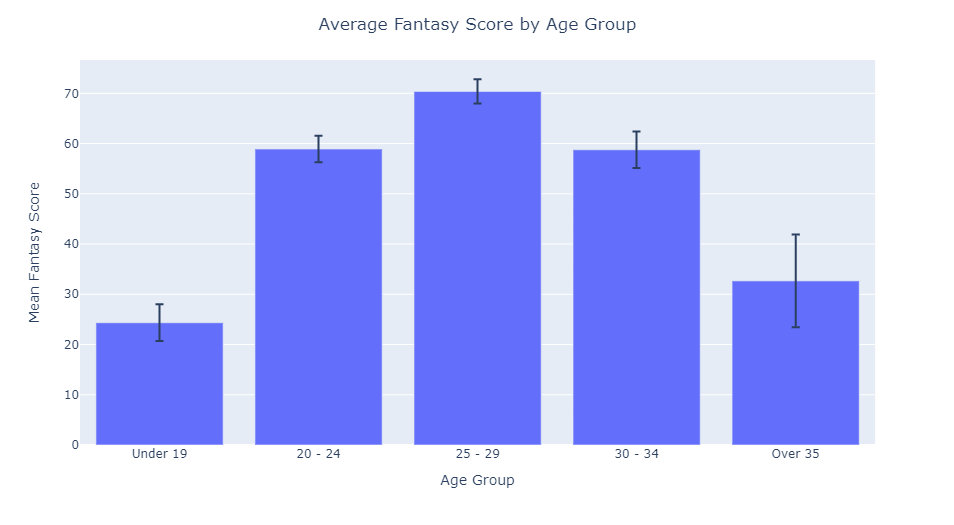 Average Fantasy Score by Age Group
Mean Fantasy Score
70
60
50
40
30
20
10
0
Under 19
20 - 24
25 - 29
30 - 34
Over 35
Age Group